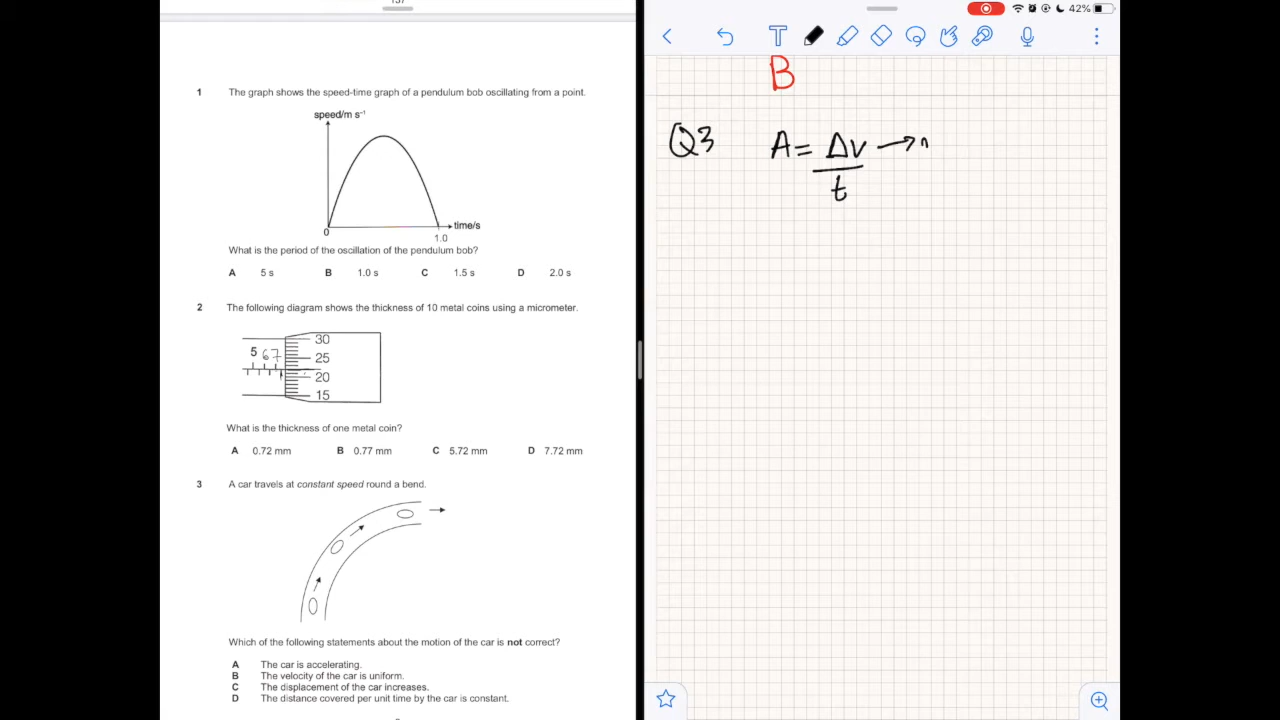 137
1 The graph shows the speed-time graph of a pendulum bob oscillating from a point.
speed/m s⁻¹
0
time/s
1.0
What is the period of the oscillation of the pendulum bob?
A 5 s B 1.0 s C 1.5 s D 2.0 s
2 The following diagram shows the thickness of 10 metal coins using a micrometer.
30
5 6 7 25
20
15
What is the thickness of one metal coin?
A 0.72 mm B 0.77 mm C 5.72 mm D 7.72 mm
3 A car travels at constant speed round a bend.
Which of the following statements about the motion of the car is not correct?
A The car is accelerating.
B The velocity of the car is uniform.
C The displacement of the car increases.
D The distance covered per unit time by the car is constant.
42%
T
B
Q3 A = Δv →
t